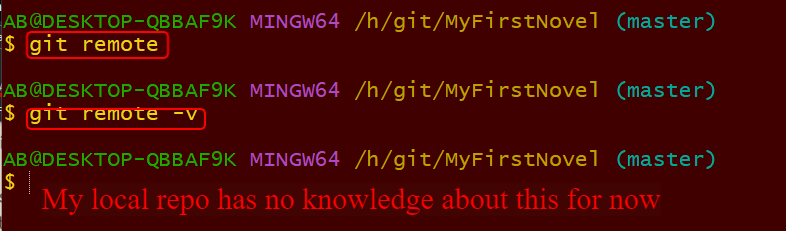 AB@DESKTOP-QBBAF9K MINGW64 /h/git/MyFirstNovel (master)
$ git remote
AB@DESKTOP-QBBAF9K MINGW64 /h/git/MyFirstNovel (master)
$ git remote -v
AB@DESKTOP-QBBAF9K MINGW64 /h/git/MyFirstNovel (master)
$
My local repo has no knowledge about this for now